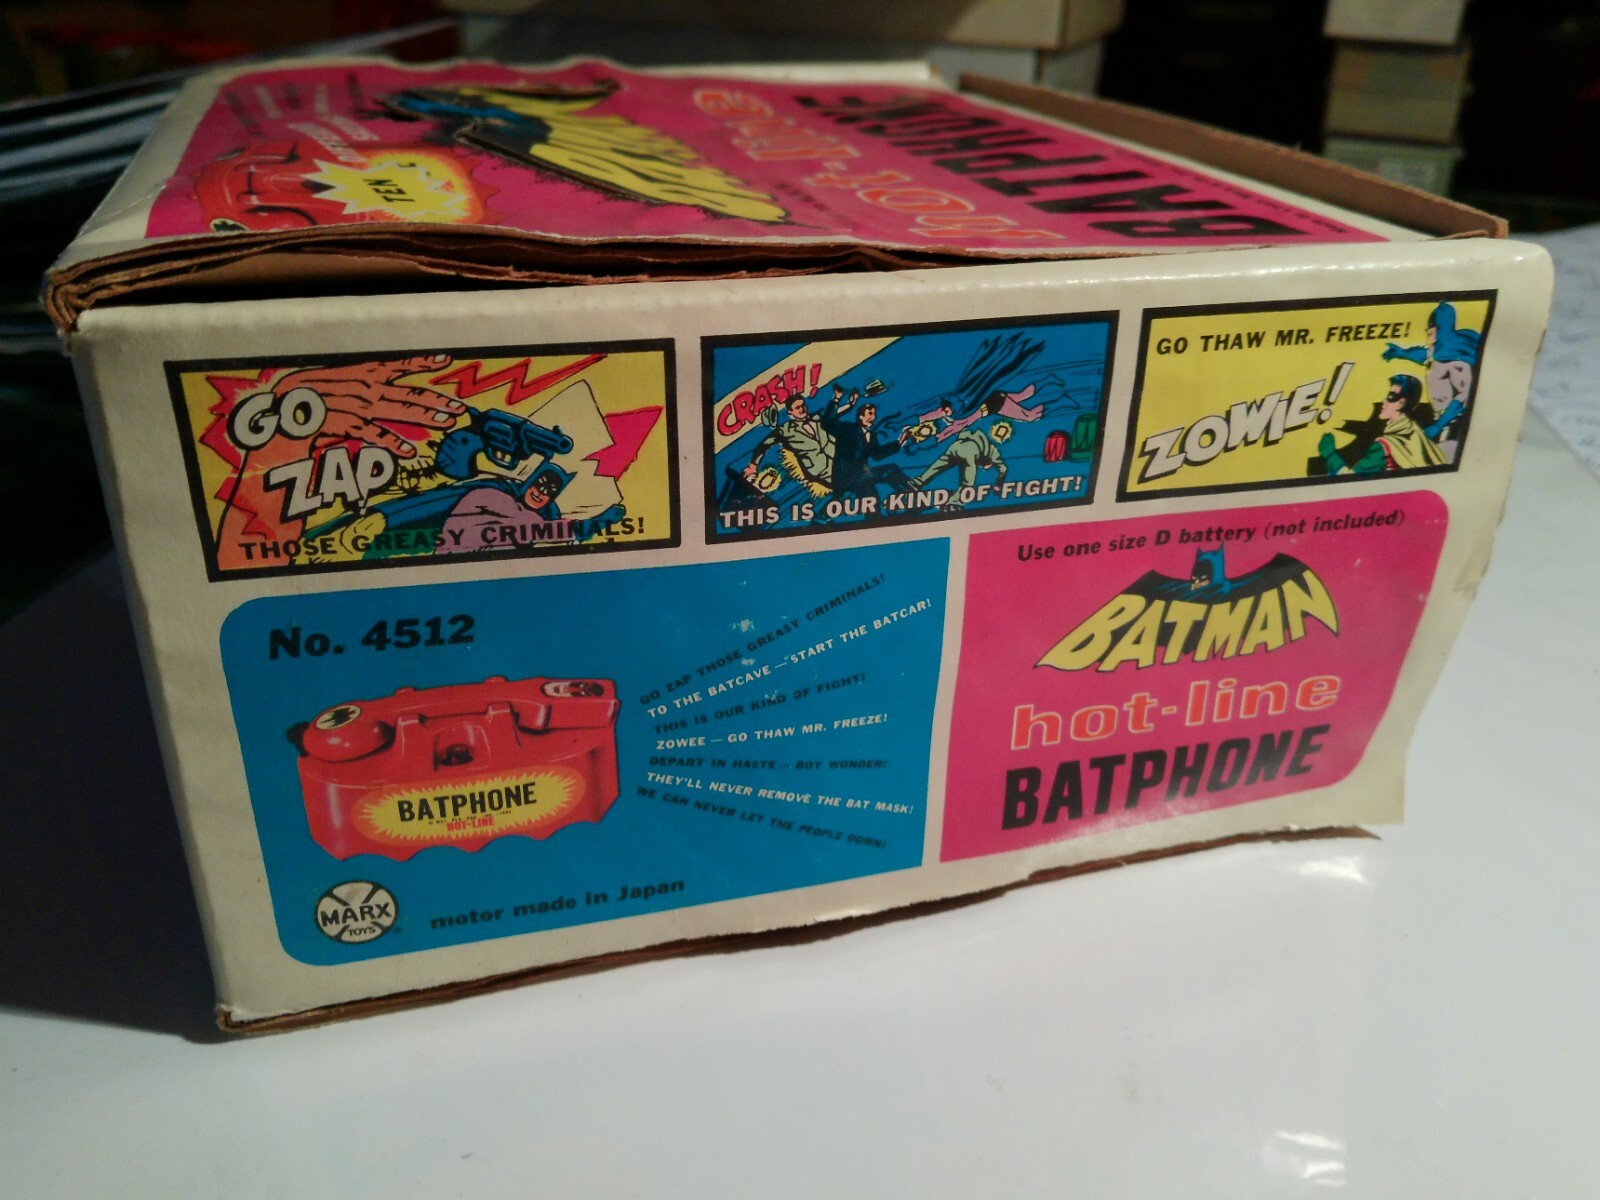 BATPHONE
HOT-LINE
BATMAN
TEN
GO
ZAP
THOSE GREASY CRIMINALS!
CRASH!
THIS IS OUR KIND OF FIGHT!
GO THAW MR. FREEZE!
ZOWIE!
No. 4512
GO ZAP THOSE GREASY CRIMINALS!
TO THE BATCAVE — START THE BATCAR!
THIS IS OUR KIND OF FIGHT!
ZOWEE — GO THAW MR. FREEZE!
DEPART IN HASTE — BOY WONDER!
THEY'LL NEVER REMOVE THE BAT MASK!
WE CAN NEVER LET THE PEOPLE DOWN!
BATPHONE
HOT-LINE
MARX
TOYS
motor made in Japan
Use one size D battery (not included)
BATMAN
hot-line
BATPHONE